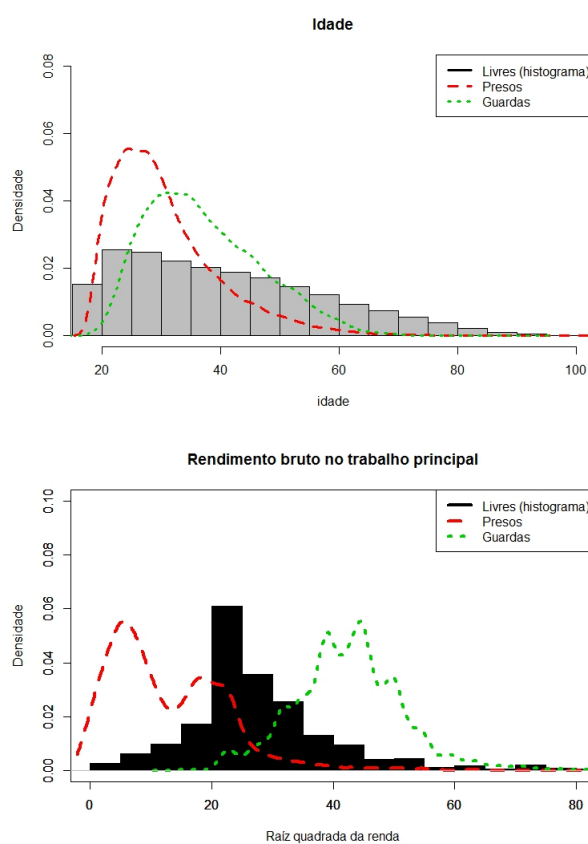 Idade
Livres (histograma)
Presos
Guardas
Densidade
0.08
0.06
0.04
0.02
0.00
20 40 60 80 100
idade
Rendimento bruto no trabalho principal
Livres (histograma)
Presos
Guardas
Densidade
0.10
0.08
0.06
0.04
0.02
0.00
0 20 40 60 80
Raíz quadrada da renda